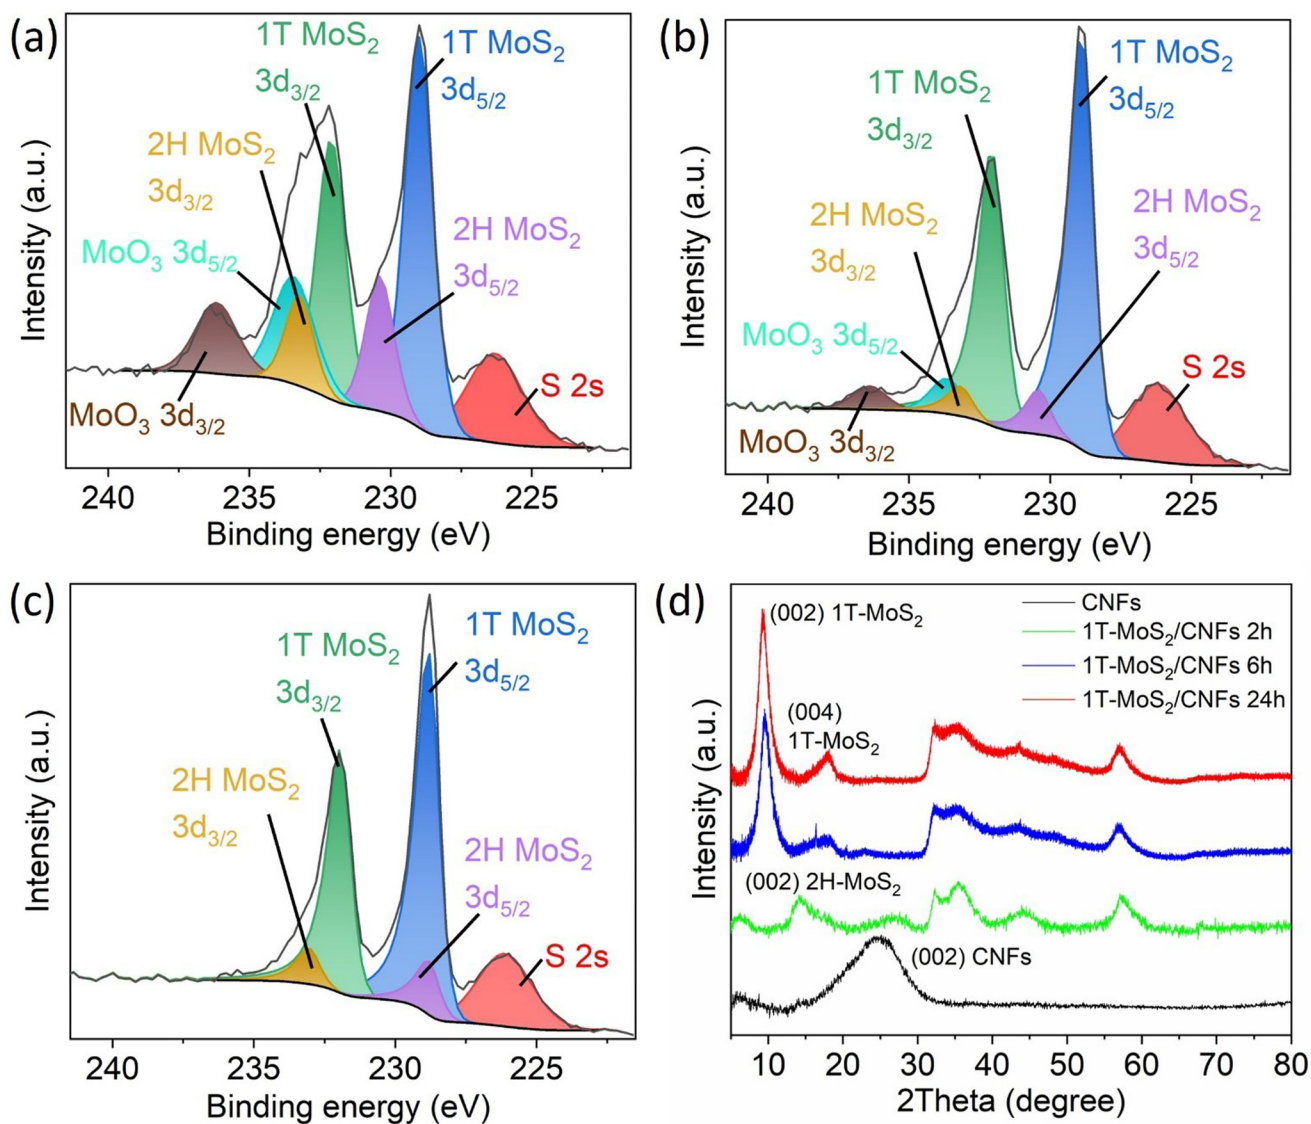 (a)
1T MoS₂
3d₃/₂
1T MoS₂
3d₅/₂
2H MoS₂
3d₃/₂
MoO₃ 3d₅/₂
2H MoS₂
3d₅/₂
S 2s
MoO₃ 3d₃/₂
Intensity (a.u.)
240 235 230 225
Binding energy (eV)
(b)
1T MoS₂
3d₅/₂
1T MoS₂
3d₃/₂
2H MoS₂
3d₃/₂
2H MoS₂
3d₅/₂
MoO₃ 3d₅/₂
S 2s
MoO₃ 3d₃/₂
Intensity (a.u.)
240 235 230 225
Binding energy (eV)
(c)
1T MoS₂
3d₃/₂
1T MoS₂
3d₅/₂
2H MoS₂
3d₃/₂
2H MoS₂
3d₅/₂
S 2s
Intensity (a.u.)
240 235 230 225
Binding energy (eV)
(d)
(002) 1T-MoS₂
CNFs
1T-MoS₂/CNFs 2h
1T-MoS₂/CNFs 6h
1T-MoS₂/CNFs 24h
(004)
1T-MoS₂
(002) 2H-MoS₂
(002) CNFs
Intensity (a.u.)
10 20 30 40 50 60 70 80
2Theta (degree)